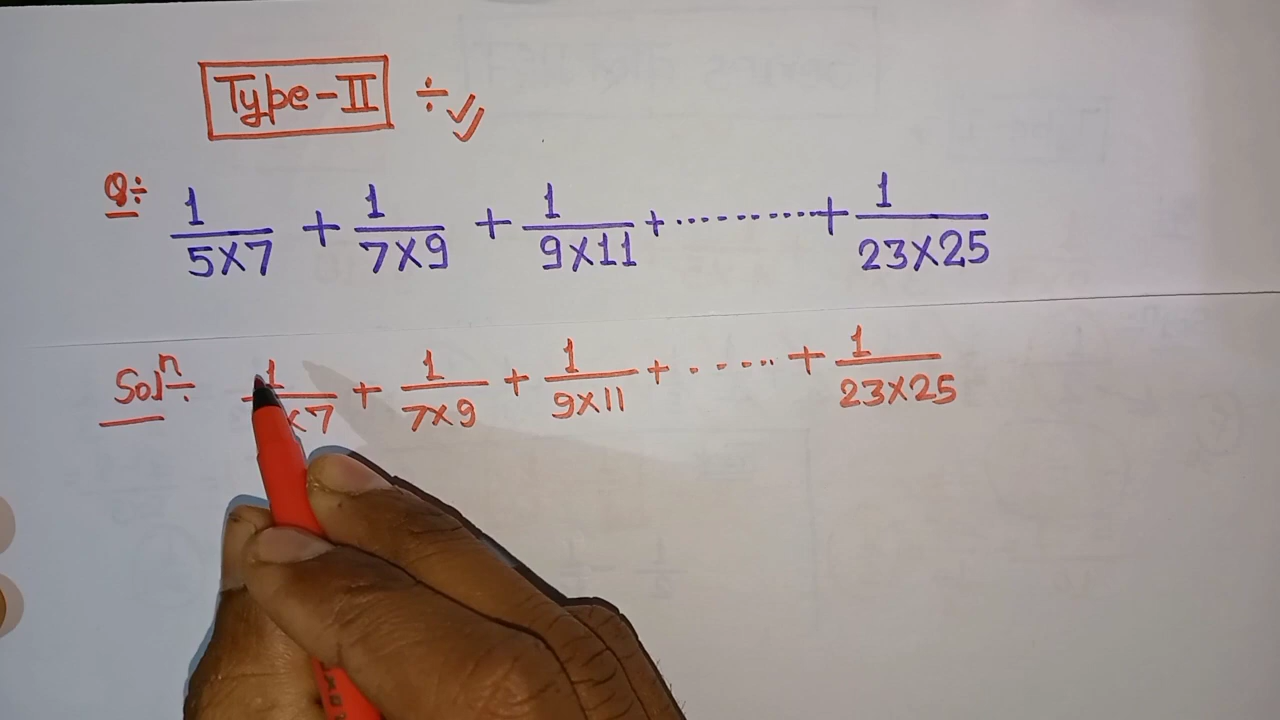 Type-II ÷ ✓✓
Q÷ 1/5×7 + 1/7×9 + 1/9×11 + .......... + 1/23×25
Solⁿ÷ 1/×7 + 1/7×9 + 1/9×11 + ..... + 1/23×25